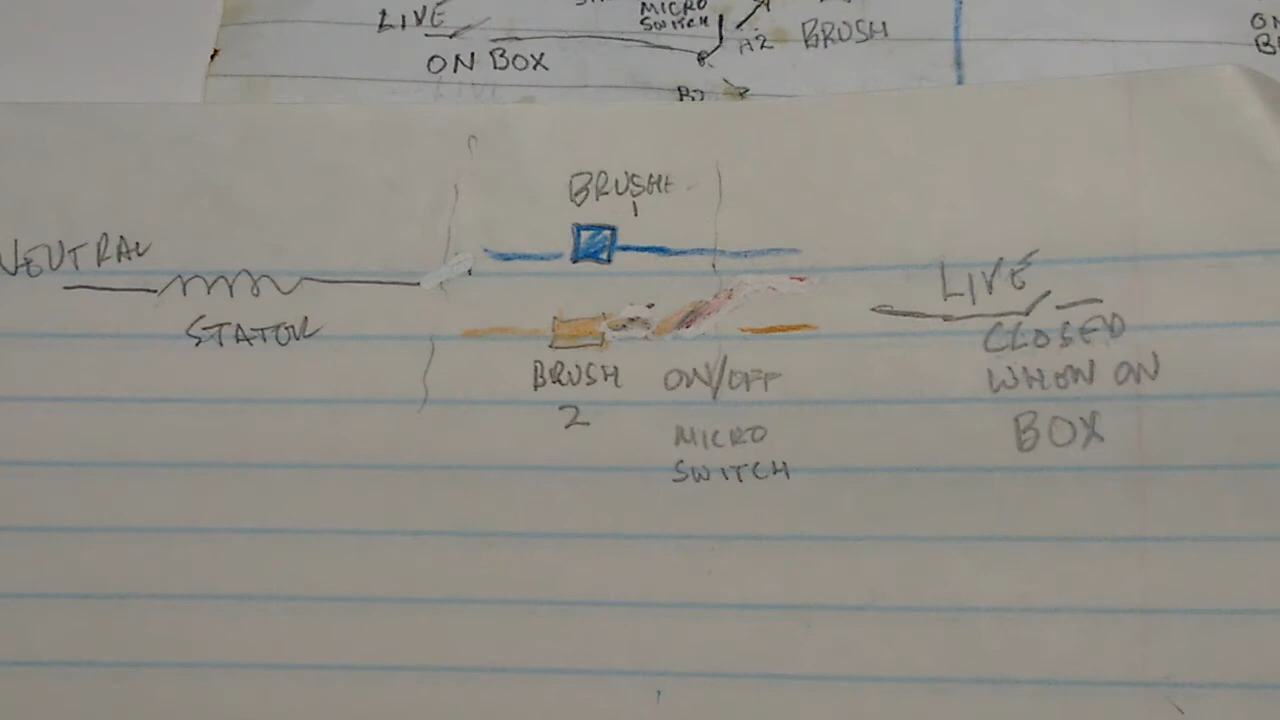 LIVE
MICRO
SWITCH
A2 BRUSH
ON BOX
BRUSH
1
NEUTRAL
STATOR
LIVE
CLOSED
WHON ON
BOX
BRUSH
2
ON/OFF
MICRO
SWITCH